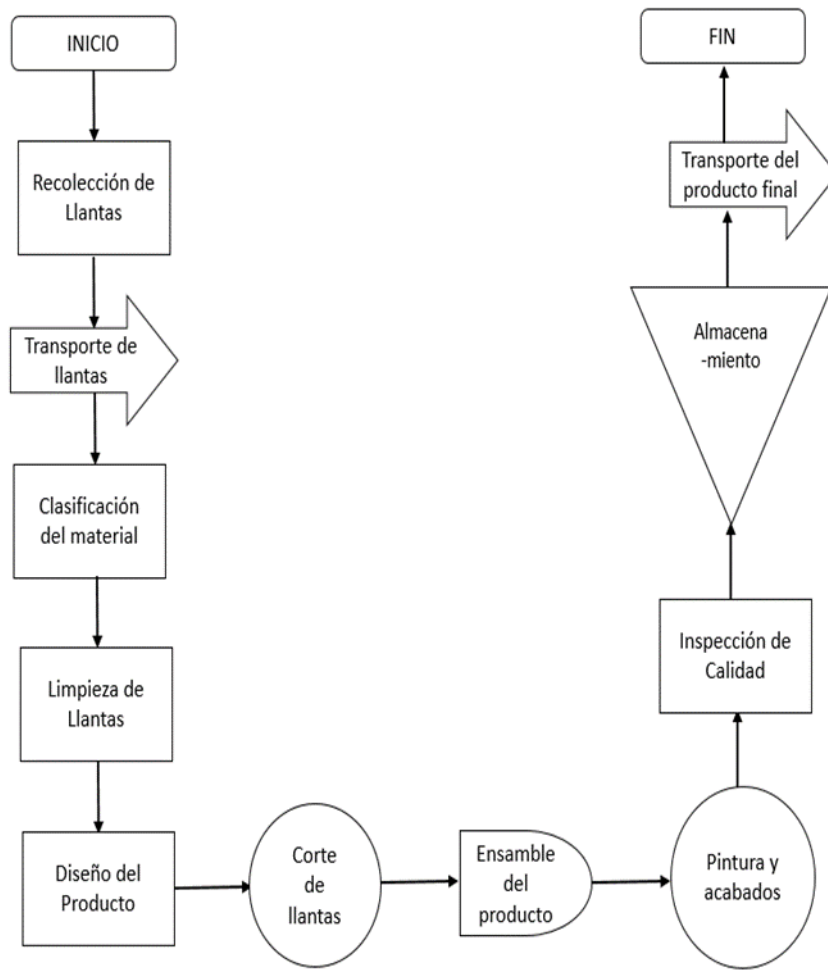 INICIO
Recolección de
Llantas
Transporte de
llantas
Clasificación
del material
Limpieza de
Llantas
Diseño del
Producto
Corte
de
llantas
Ensamble
del
producto
Pintura y
acabados
Inspección de
Calidad
Almacena
-miento
Transporte del
producto final
FIN